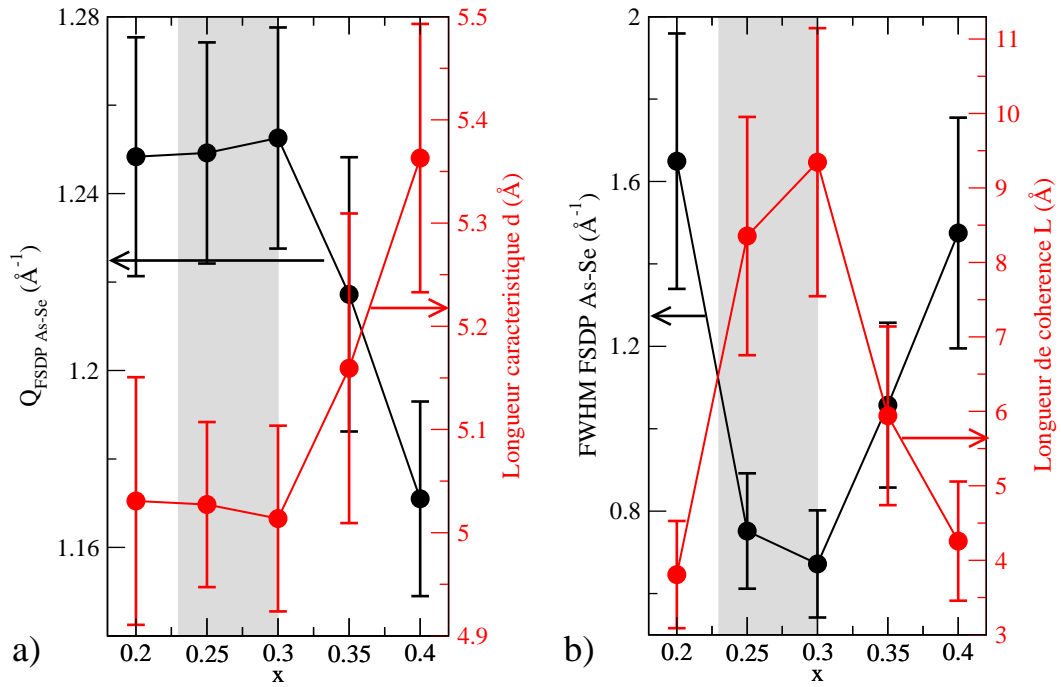 1.28
1.24
1.2
1.16
Q_FSDP As-Se (Å^-1)
5.5
5.4
5.3
5.2
5.1
5
4.9
Longueur caracteristique d (Å)
0.2 0.25 0.3 0.35 0.4
x
a)
2
1.6
1.2
0.8
FWHM FSDP As-Se (Å^-1)
11
10
9
8
7
6
5
4
3
Longueur de coherence L (Å)
0.2 0.25 0.3 0.35 0.4
x
b)